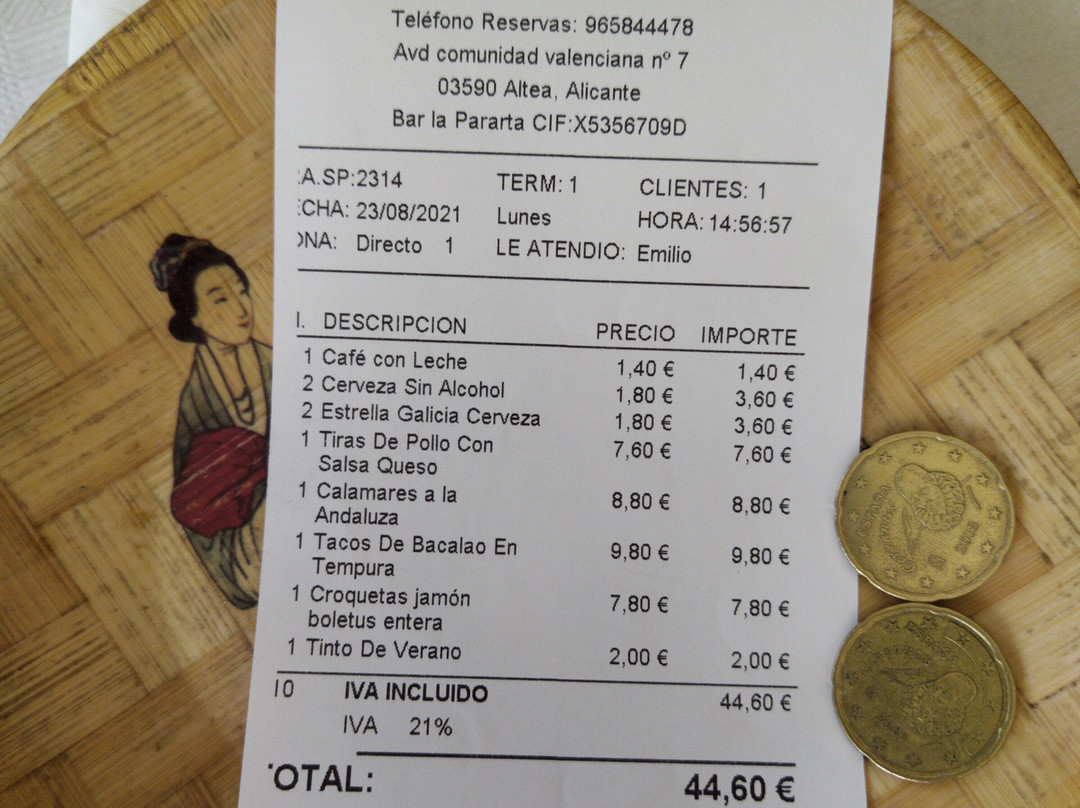 Teléfono Reservas: 965844478
Avd comunidad valenciana nº 7
03590 Altea, Alicante
Bar la Pararta CIF:X5356709D
A.SP:2314 TERM: 1 CLIENTES: 1
CHA: 23/08/2021 Lunes HORA: 14:56:57
NA: Directo 1 LE ATENDIO: Emilio
I. DESCRIPCION PRECIO IMPORTE
1 Café con Leche 1,40 € 1,40 €
2 Cerveza Sin Alcohol 1,80 € 3,60 €
2 Estrella Galicia Cerveza 1,80 € 3,60 €
1 Tiras De Pollo Con 7,60 € 7,60 €
Salsa Queso
1 Calamares a la 8,80 € 8,80 €
Andaluza
1 Tacos De Bacalao En 9,80 € 9,80 €
Tempura
1 Croquetas jamón 7,80 € 7,80 €
boletus entera
1 Tinto De Verano 2,00 € 2,00 €
10 IVA INCLUIDO 44,60 €
IVA 21%
OTAL: 44,60 €
ESPAÑA
ESPAÑA